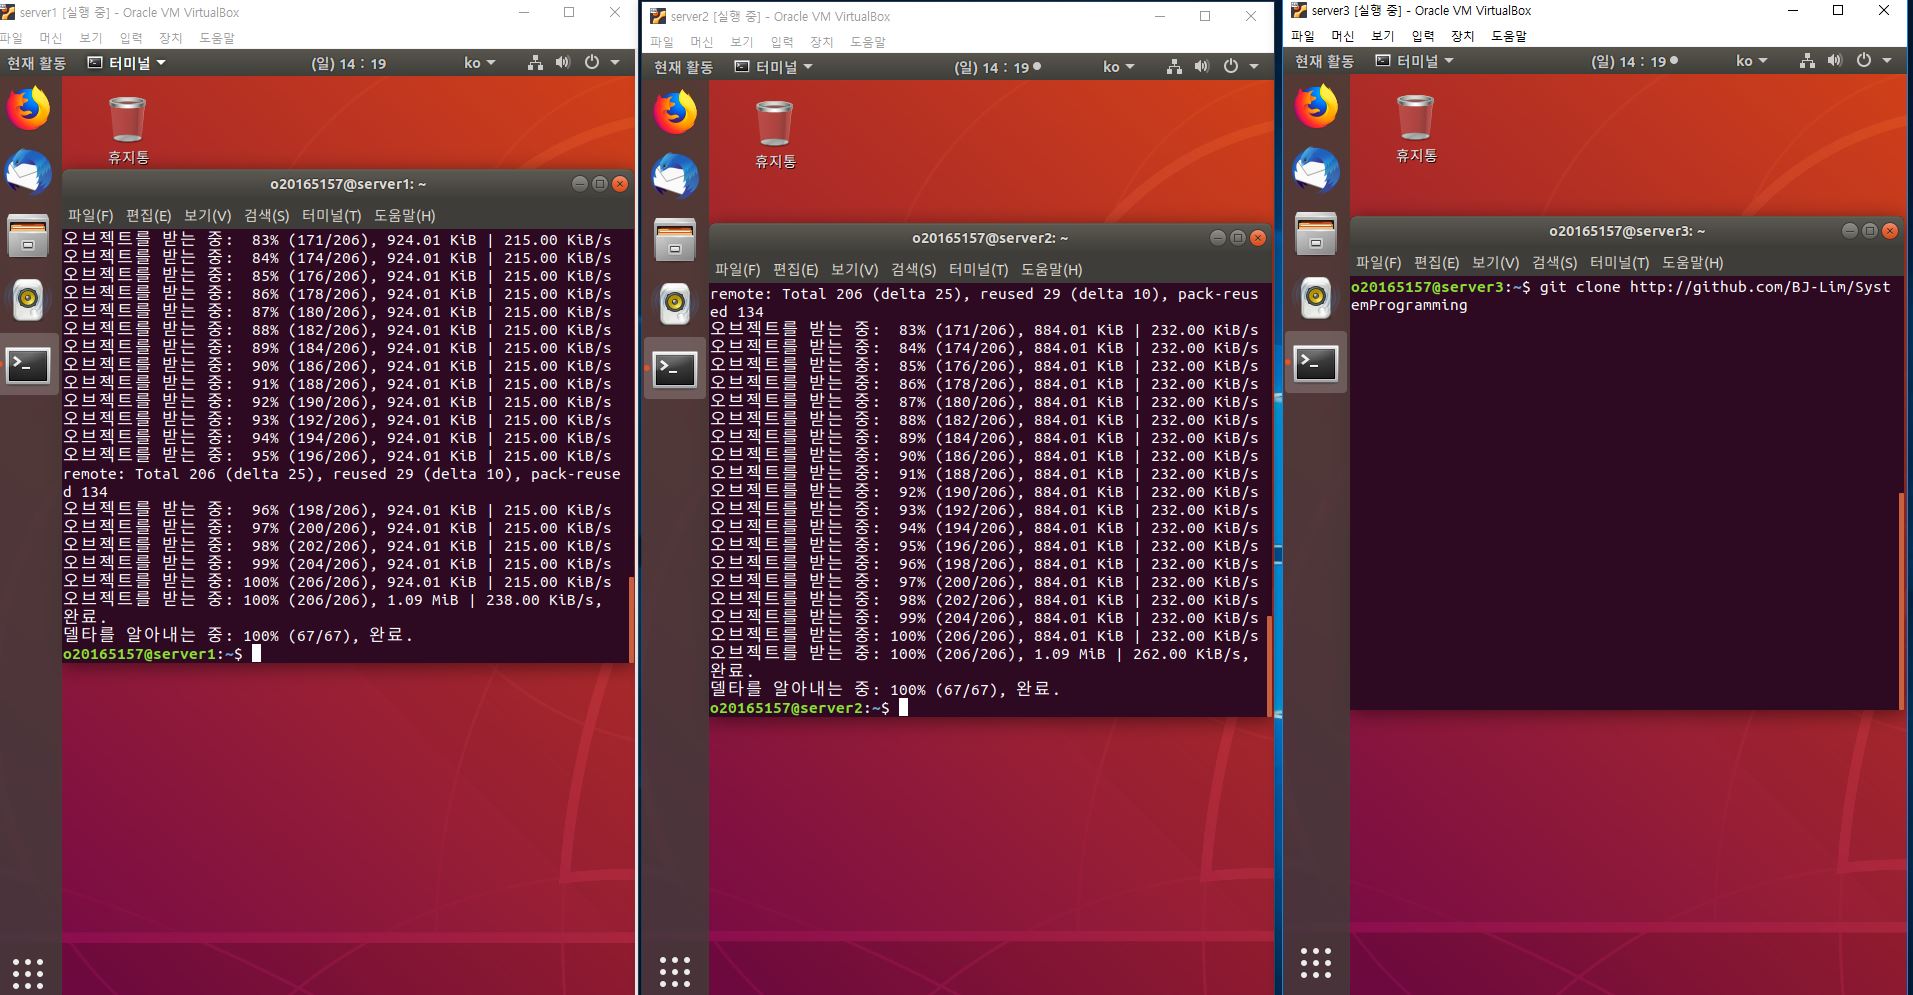 server1 [실행 중] - Oracle VM VirtualBox
파일 머신 보기 입력 장치 도움말
현재 활동 터미널 (일) 14 : 19 ko
휴지통
o20165157@server1: ~
파일(F) 편집(E) 보기(V) 검색(S) 터미널(T) 도움말(H)
오브젝트를 받는 중:  83% (171/206), 924.01 KiB | 215.00 KiB/s
오브젝트를 받는 중:  84% (174/206), 924.01 KiB | 215.00 KiB/s
오브젝트를 받는 중:  85% (176/206), 924.01 KiB | 215.00 KiB/s
오브젝트를 받는 중:  86% (178/206), 924.01 KiB | 215.00 KiB/s
오브젝트를 받는 중:  87% (180/206), 924.01 KiB | 215.00 KiB/s
오브젝트를 받는 중:  88% (182/206), 924.01 KiB | 215.00 KiB/s
오브젝트를 받는 중:  89% (184/206), 924.01 KiB | 215.00 KiB/s
오브젝트를 받는 중:  90% (186/206), 924.01 KiB | 215.00 KiB/s
오브젝트를 받는 중:  91% (188/206), 924.01 KiB | 215.00 KiB/s
오브젝트를 받는 중:  92% (190/206), 924.01 KiB | 215.00 KiB/s
오브젝트를 받는 중:  93% (192/206), 924.01 KiB | 215.00 KiB/s
오브젝트를 받는 중:  94% (194/206), 924.01 KiB | 215.00 KiB/s
오브젝트를 받는 중:  95% (196/206), 924.01 KiB | 215.00 KiB/s
remote: Total 206 (delta 25), reused 29 (delta 10), pack-reuse
d 134
오브젝트를 받는 중:  96% (198/206), 924.01 KiB | 215.00 KiB/s
오브젝트를 받는 중:  97% (200/206), 924.01 KiB | 215.00 KiB/s
오브젝트를 받는 중:  98% (202/206), 924.01 KiB | 215.00 KiB/s
오브젝트를 받는 중:  99% (204/206), 924.01 KiB | 215.00 KiB/s
오브젝트를 받는 중: 100% (206/206), 924.01 KiB | 215.00 KiB/s
오브젝트를 받는 중: 100% (206/206), 1.09 MiB | 238.00 KiB/s,
완료.
델타를 알아내는 중: 100% (67/67), 완료.
o20165157@server1:~$
server2 [실행 중] - Oracle VM VirtualBox
파일 머신 보기 입력 장치 도움말
현재 활동 터미널 (일) 14 : 19 ko
휴지통
o20165157@server2: ~
파일(F) 편집(E) 보기(V) 검색(S) 터미널(T) 도움말(H)
remote: Total 206 (delta 25), reused 29 (delta 10), pack-reus
ed 134
오브젝트를 받는 중:  83% (171/206), 884.01 KiB | 232.00 KiB/s
오브젝트를 받는 중:  84% (174/206), 884.01 KiB | 232.00 KiB/s
오브젝트를 받는 중:  85% (176/206), 884.01 KiB | 232.00 KiB/s
오브젝트를 받는 중:  86% (178/206), 884.01 KiB | 232.00 KiB/s
오브젝트를 받는 중:  87% (180/206), 884.01 KiB | 232.00 KiB/s
오브젝트를 받는 중:  88% (182/206), 884.01 KiB | 232.00 KiB/s
오브젝트를 받는 중:  89% (184/206), 884.01 KiB | 232.00 KiB/s
오브젝트를 받는 중:  90% (186/206), 884.01 KiB | 232.00 KiB/s
오브젝트를 받는 중:  91% (188/206), 884.01 KiB | 232.00 KiB/s
오브젝트를 받는 중:  92% (190/206), 884.01 KiB | 232.00 KiB/s
오브젝트를 받는 중:  93% (192/206), 884.01 KiB | 232.00 KiB/s
오브젝트를 받는 중:  94% (194/206), 884.01 KiB | 232.00 KiB/s
오브젝트를 받는 중:  95% (196/206), 884.01 KiB | 232.00 KiB/s
오브젝트를 받는 중:  96% (198/206), 884.01 KiB | 232.00 KiB/s
오브젝트를 받는 중:  97% (200/206), 884.01 KiB | 232.00 KiB/s
오브젝트를 받는 중:  98% (202/206), 884.01 KiB | 232.00 KiB/s
오브젝트를 받는 중:  99% (204/206), 884.01 KiB | 232.00 KiB/s
오브젝트를 받는 중: 100% (206/206), 884.01 KiB | 232.00 KiB/s
오브젝트를 받는 중: 100% (206/206), 1.09 MiB | 262.00 KiB/s,
완료.
델타를 알아내는 중: 100% (67/67), 완료.
o20165157@server2:~$
server3 [실행 중] - Oracle VM VirtualBox
파일 머신 보기 입력 장치 도움말
현재 활동 터미널 (일) 14 : 19 ko
휴지통
o20165157@server3: ~
파일(F) 편집(E) 보기(V) 검색(S) 터미널(T) 도움말(H)
o20165157@server3:~$ git clone http://github.com/BJ-Lim/Syst
emProgramming